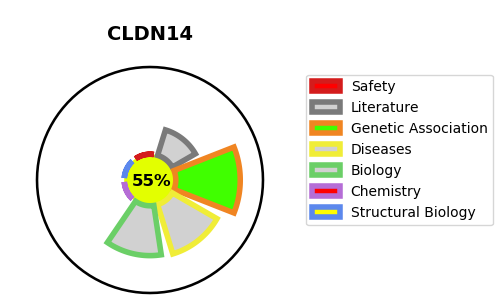 CLDN14
55%
Safety
Literature
Genetic Association
Diseases
Biology
Chemistry
Structural Biology